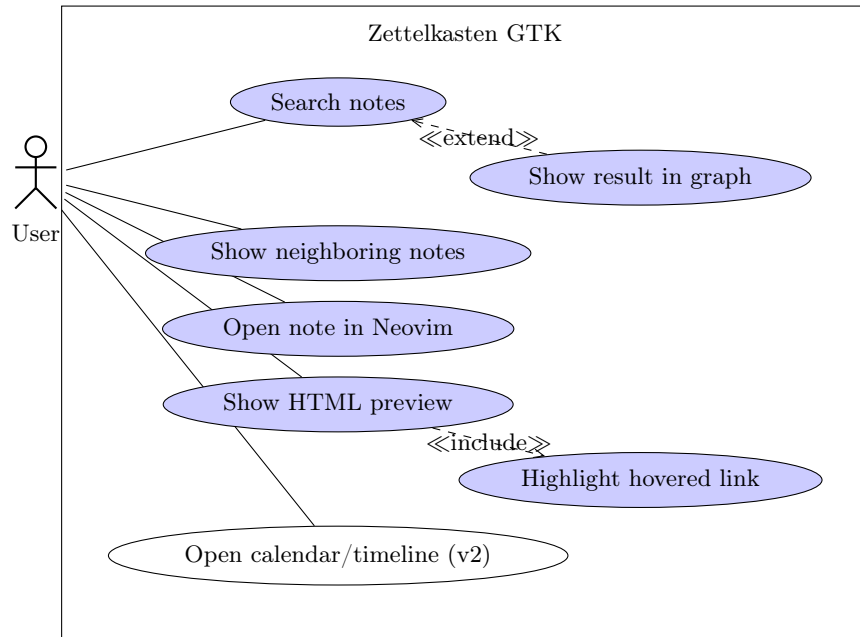 Zettelkasten GTK
Search notes
≪extend≫
Show result in graph
User
Show neighboring notes
Open note in Neovim
Show HTML preview
≪include≫
Highlight hovered link
Open calendar/timeline (v2)